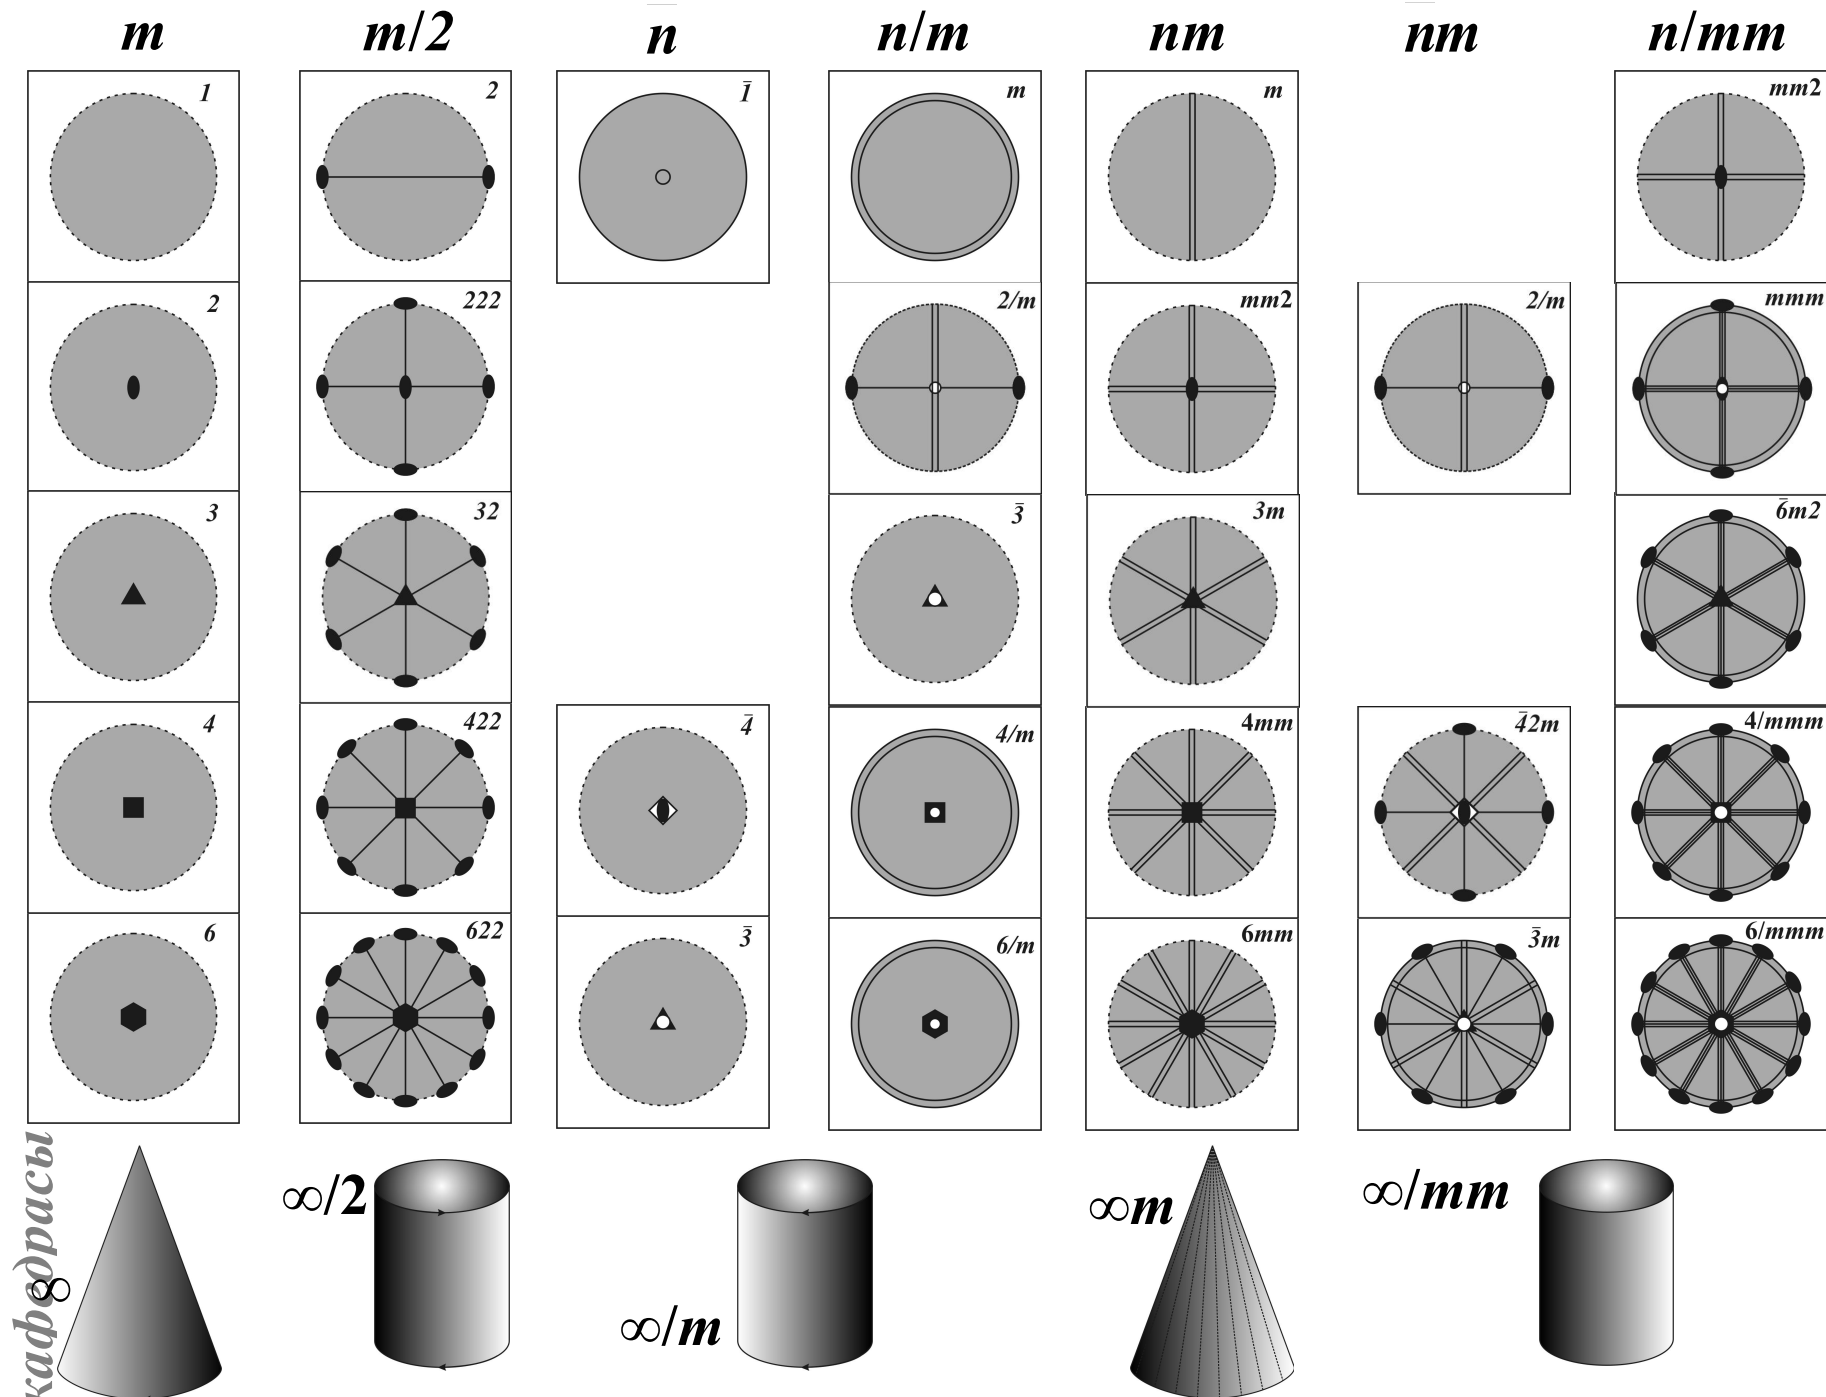 m m/2 n̄ n/m nm n̄m n/mm
1 2 1̄ m m mm2
2 222 2/m mm2 2/m mmm
3 32 3̄ 3m 6̄m2
4 422 4̄ 4/m 4mm 4̄2m 4/mmm
6 622 3̄ 6/m 6mm 3̄m 6/mmm
∞ ∞/2 ∞/m ∞m ∞/mm
кафедрасы